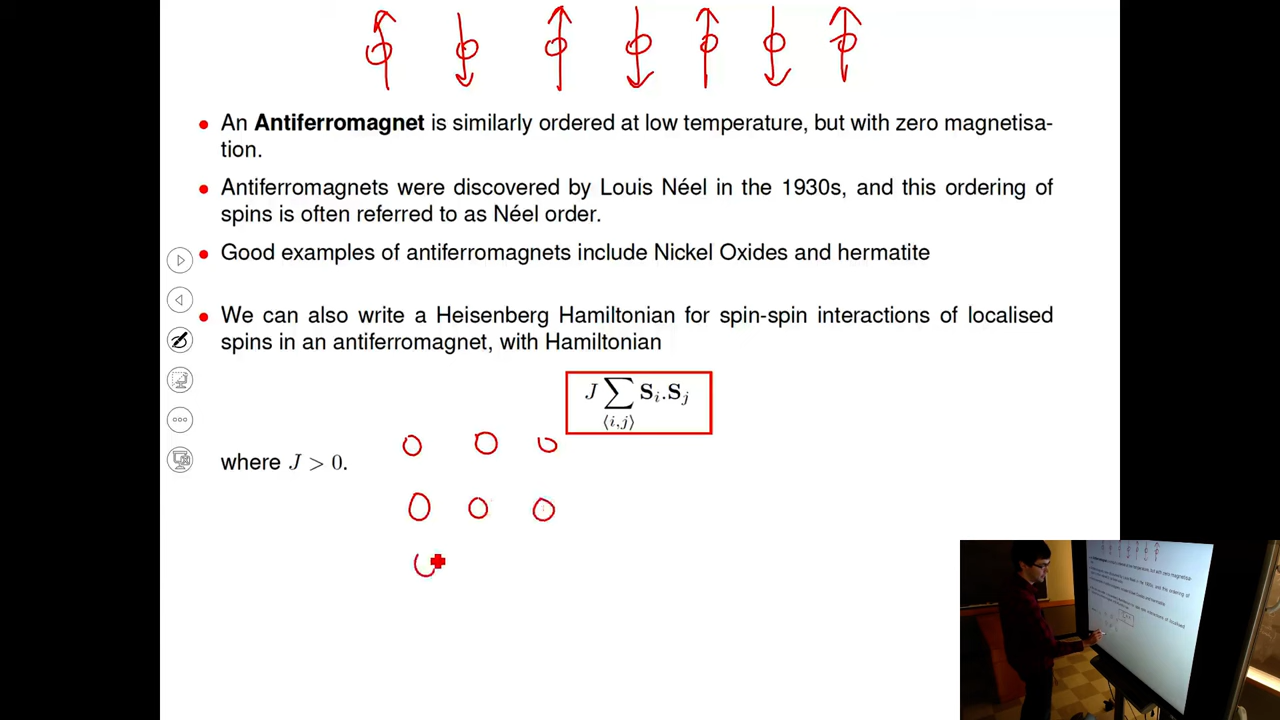 An Antiferromagnet is similarly ordered at low temperature, but with zero magnetisa-
tion.
Antiferromagnets were discovered by Louis Néel in the 1930s, and this ordering of
spins is often referred to as Néel order.
Good examples of antiferromagnets include Nickel Oxides and hermatite
We can also write a Heisenberg Hamiltonian for spin-spin interactions of localised
spins in an antiferromagnet, with Hamiltonian
J ∑ S_i.S_j
⟨i,j⟩
where J > 0.